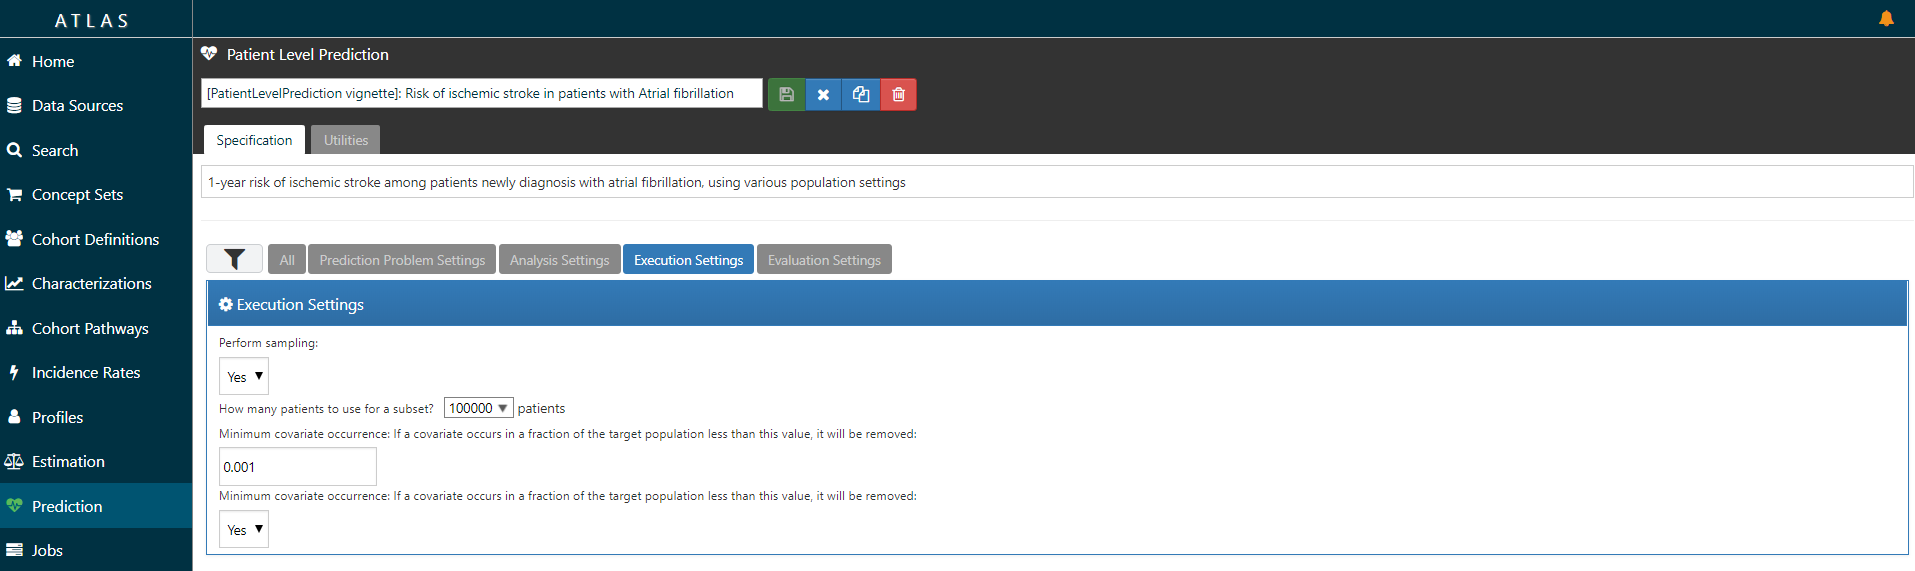 ATLAS
Home
Data Sources
Search
Concept Sets
Cohort Definitions
Characterizations
Cohort Pathways
Incidence Rates
Profiles
Estimation
Prediction
Jobs
Patient Level Prediction
[PatientLevelPrediction vignette]: Risk of ischemic stroke in patients with Atrial fibrillation
Specification Utilities
1-year risk of ischemic stroke among patients newly diagnosis with atrial fibrillation, using various population settings
All Prediction Problem Settings Analysis Settings Execution Settings Evaluation Settings
Execution Settings
Perform sampling:
Yes
How many patients to use for a subset? 100000 patients
Minimum covariate occurrence: If a covariate occurs in a fraction of the target population less than this value, it will be removed:
0.001
Minimum covariate occurrence: If a covariate occurs in a fraction of the target population less than this value, it will be removed:
Yes